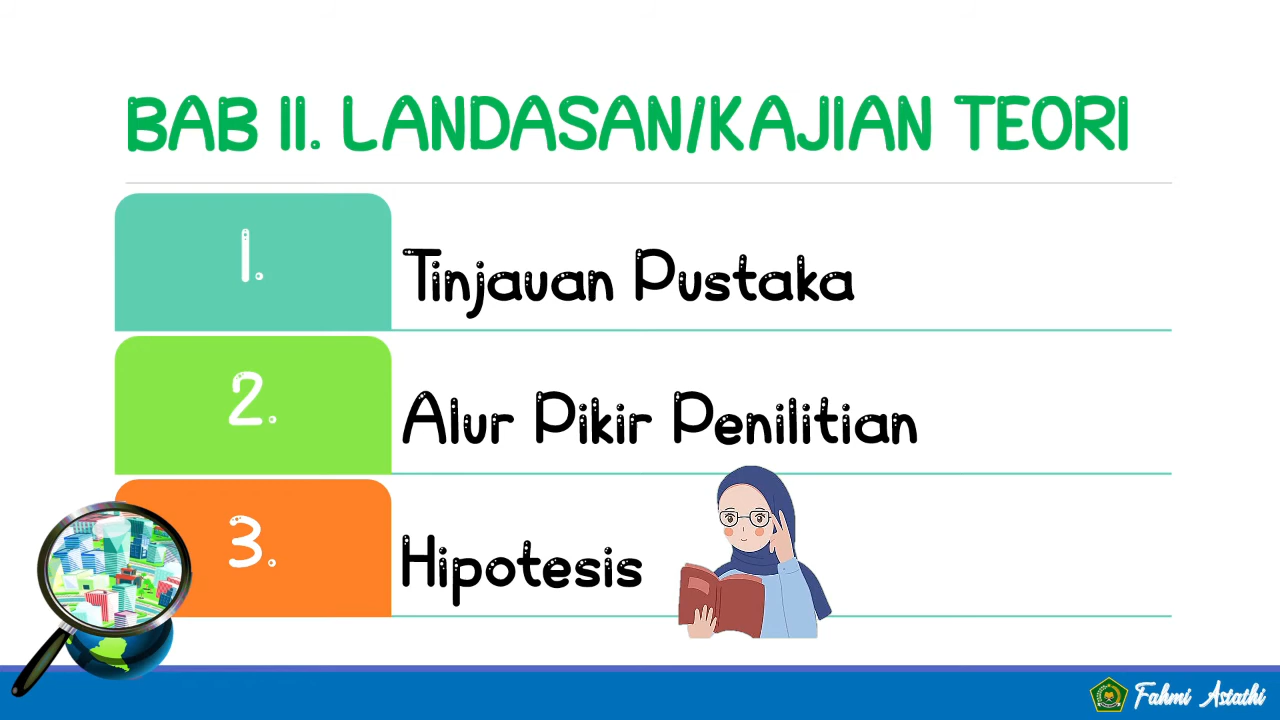 BAB II. LANDASAN/KAJIAN TEORI
1.
Tinjauan Pustaka
2.
Alur Pikir Penilitian
3.
Hipotesis
Fahmi Astathi